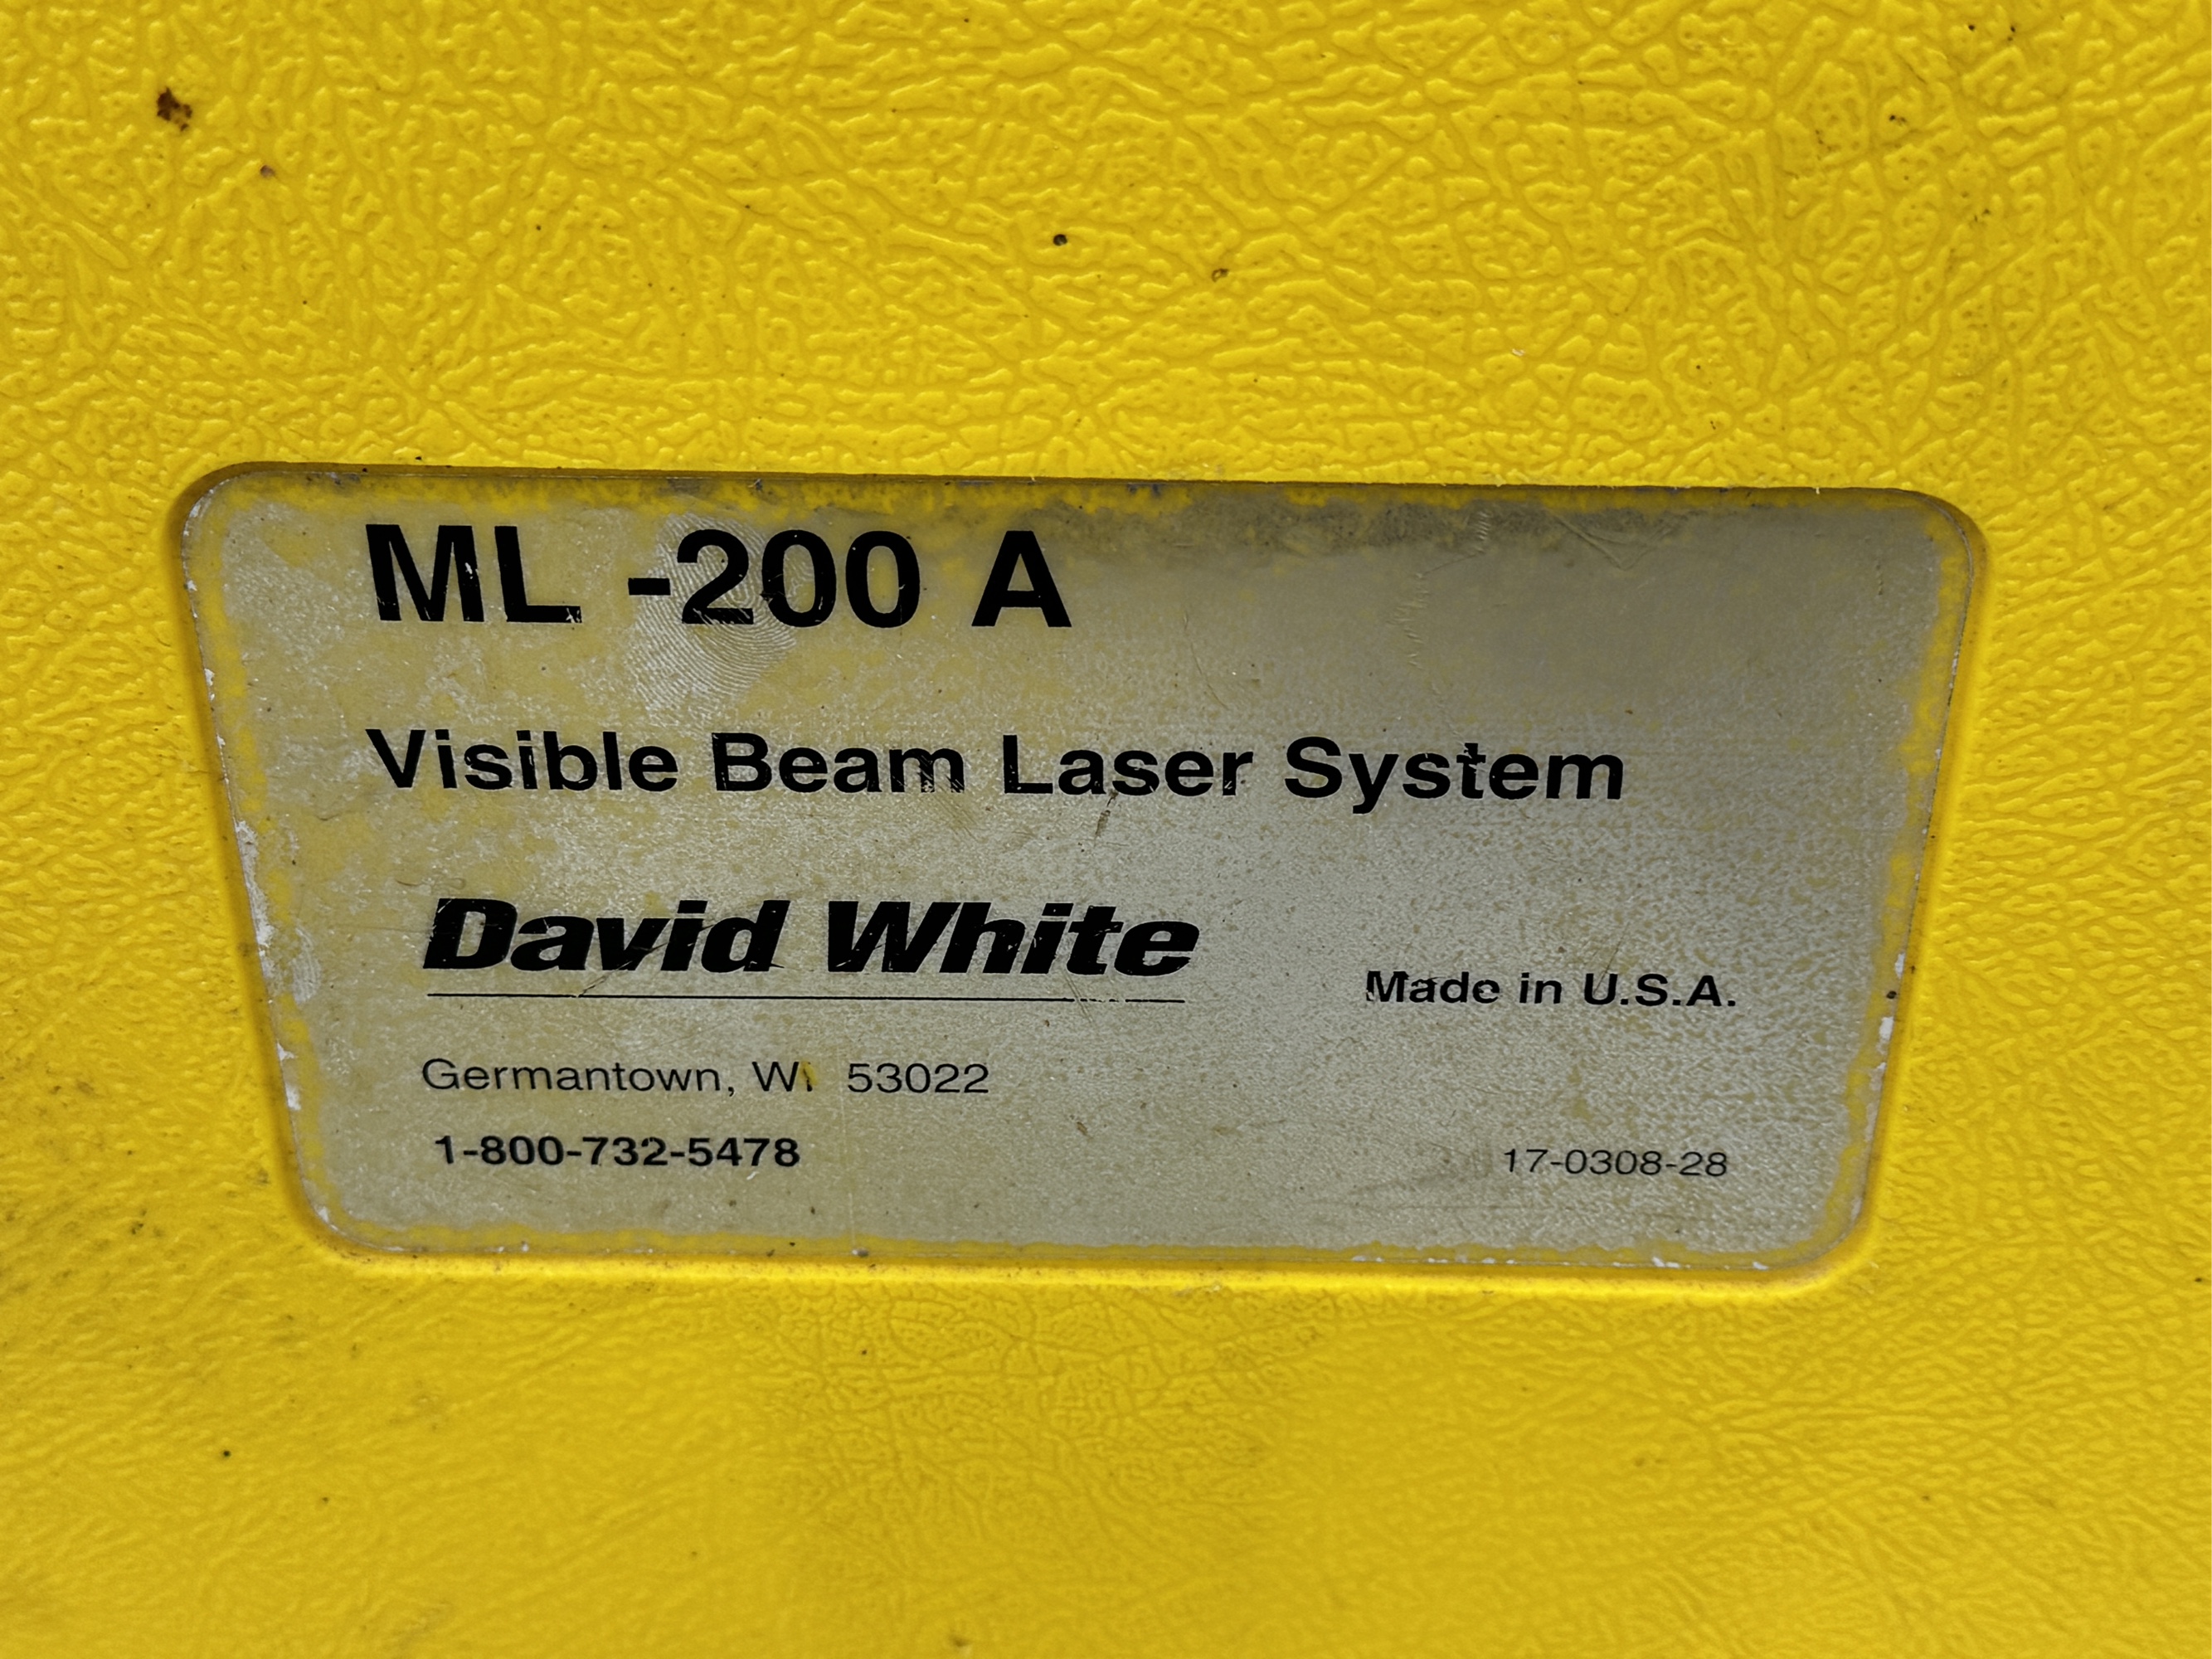 ML -200 A
Visible Beam Laser System
David White
Made in U.S.A.
Germantown, WI 53022
1-800-732-5478
17-0308-28